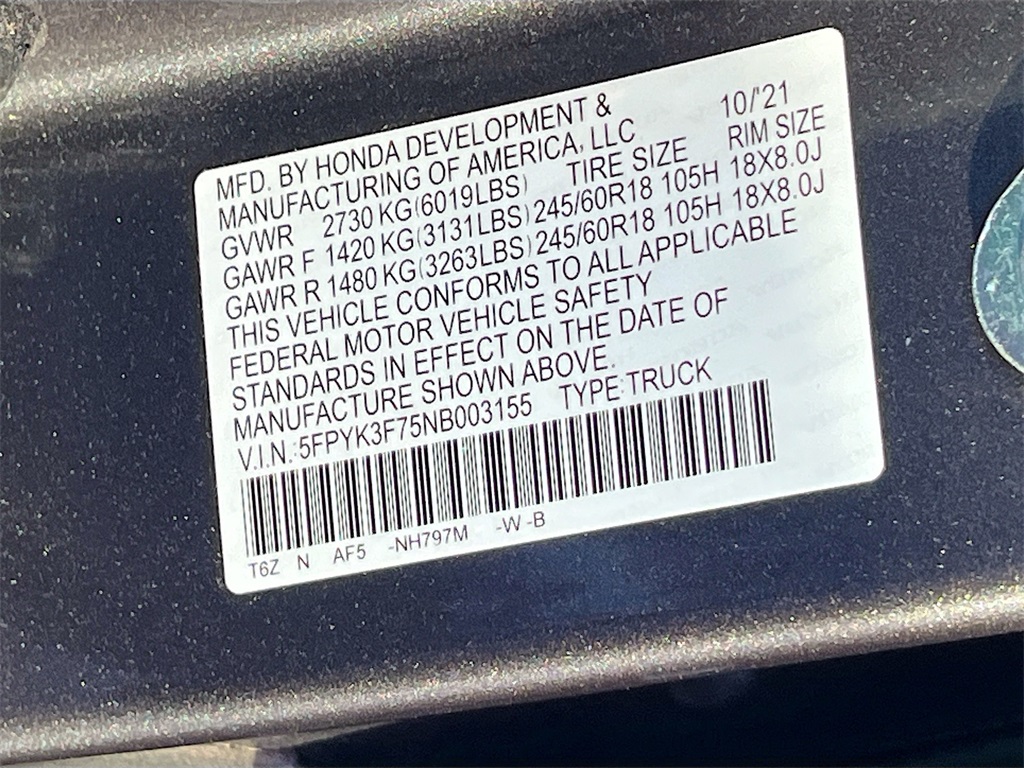 MFD. BY HONDA DEVELOPMENT & 10/'21
MANUFACTURING OF AMERICA, LLC
GVWR 2730 KG(6019LBS) TIRE SIZE RIM SIZE
GAWR F 1420 KG(3131LBS) 245/60R18 105H 18X8.0J
GAWR R 1480 KG(3263LBS) 245/60R18 105H 18X8.0J
THIS VEHICLE CONFORMS TO ALL APPLICABLE
FEDERAL MOTOR VEHICLE SAFETY
STANDARDS IN EFFECT ON THE DATE OF
MANUFACTURE SHOWN ABOVE.
V.I.N.:5FPYK3F75NB003155 TYPE:TRUCK
T6Z N AF5 -NH797M -W -B